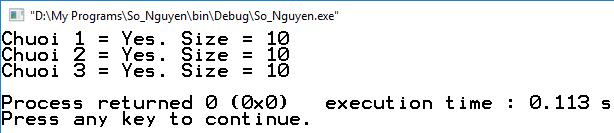 "D:\My Programs\So_Nguyen\bin\Debug\So_Nguyen.exe"
Chuoi 1 = Yes. Size = 10
Chuoi 2 = Yes. Size = 10
Chuoi 3 = Yes. Size = 10
Process returned 0 (0x0)   execution time : 0.113 s
Press any key to continue.